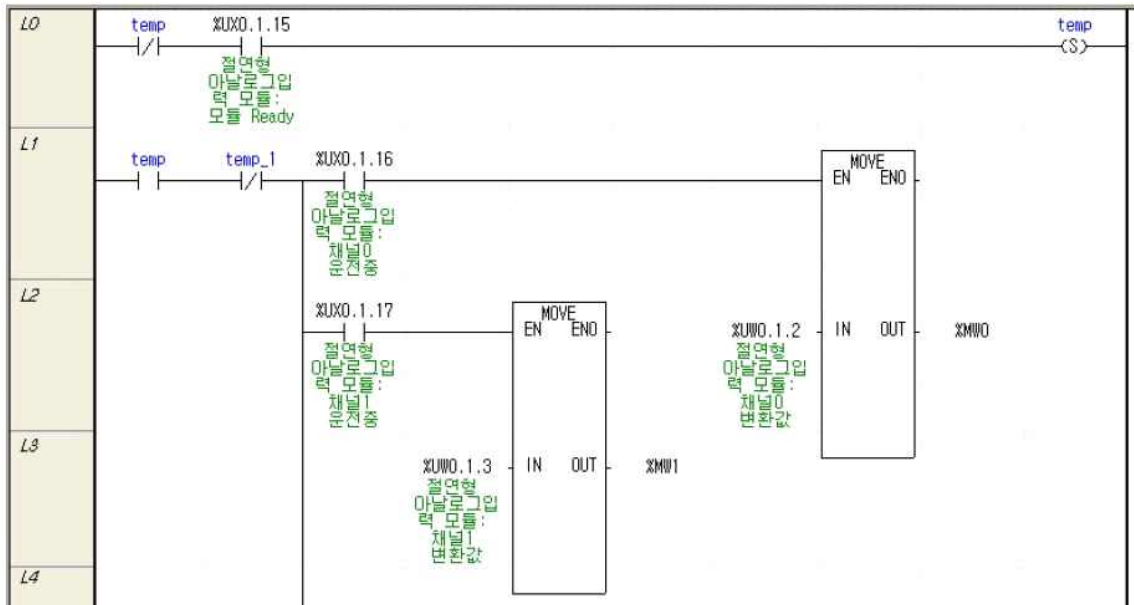 L0
temp
%UX0.1.15
temp
(S)
절연형
아날로그입
력 모듈:
모듈 Ready
L1
temp
temp_1
%UX0.1.16
MOVE
EN ENO
절연형
아날로그입
력 모듈:
채널0
운전중
L2
%UX0.1.17
MOVE
EN ENO
%UW0.1.2
IN OUT
%MW0
절연형
아날로그입
력 모듈:
채널1
운전중
절연형
아날로그입
력 모듈:
채널0
변환값
L3
%UW0.1.3
IN OUT
%MW1
절연형
아날로그입
력 모듈:
채널1
변환값
L4